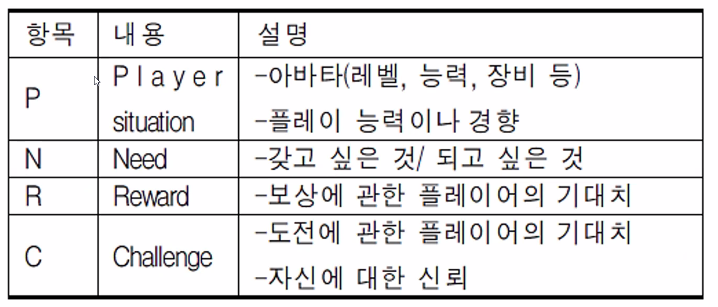 항목 내용 설명
P Player situation -아바타(레벨, 능력, 장비 등)
-플레이 능력이나 경향
N Need -갖고 싶은 것/ 되고 싶은 것
R Reward -보상에 관한 플레이어의 기대치
C Challenge -도전에 관한 플레이어의 기대치
-자신에 대한 신뢰